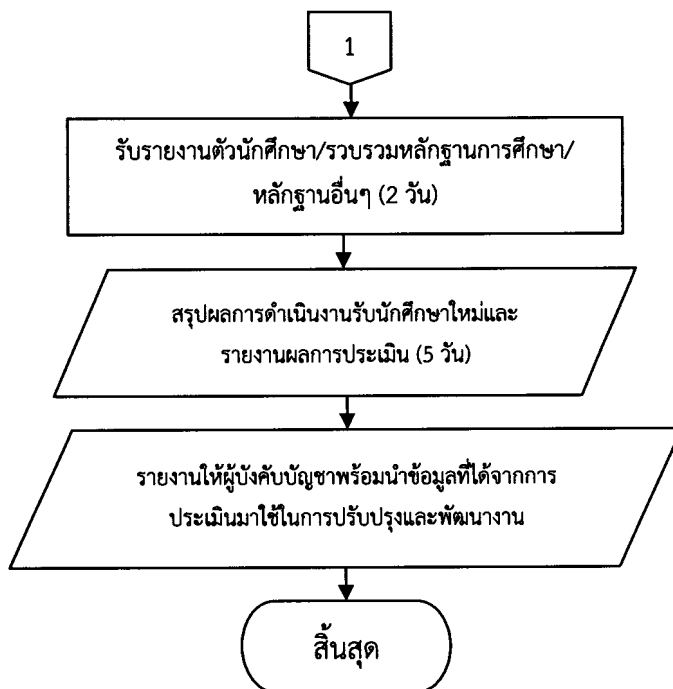 1
รับรายงานตัวนักศึกษา/รวบรวมหลักฐานการศึกษา/
หลักฐานอื่นๆ (2 วัน)
สรุปผลการดำเนินงานรับนักศึกษาใหม่และ
รายงานผลการประเมิน (5 วัน)
รายงานให้ผู้บังคับบัญชาพร้อมนำข้อมูลที่ได้จากการ
ประเมินมาใช้ในการปรับปรุงและพัฒนางาน
สิ้นสุด